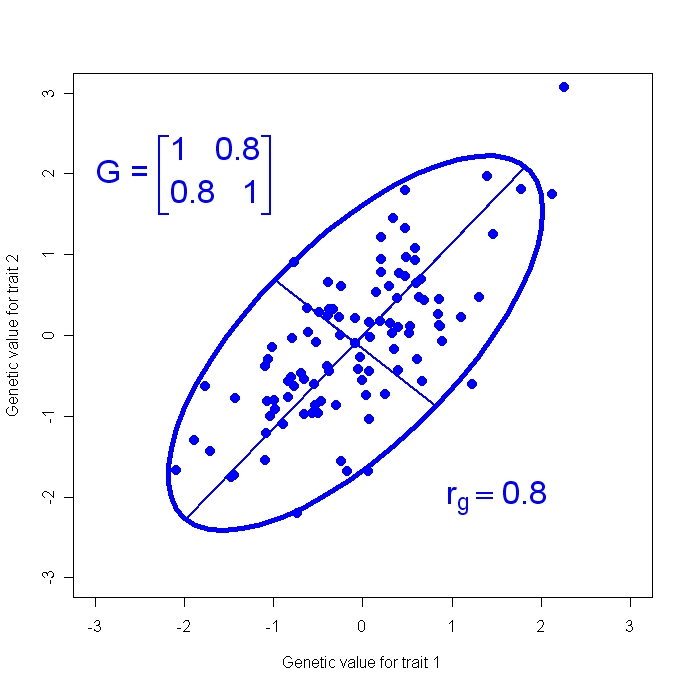 G = [1 0.8
0.8 1]
r_g = 0.8
Genetic value for trait 2
3
2
1
0
-1
-2
-3
-3 -2 -1 0 1 2 3
Genetic value for trait 1